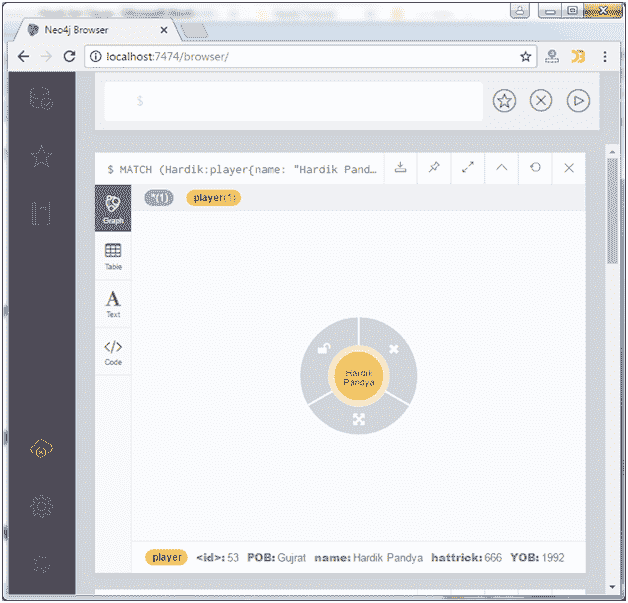 Neo4j Browser
localhost:7474/browser/
$
$ MATCH (Hardik:player{name: "Hardik Pand…
*(1) player(1)
Graph
Table
Text
Code
Hardik
Pandya
player <id>: 53 POB: Gujrat name: Hardik Pandya hattrick: 666 YOB: 1992